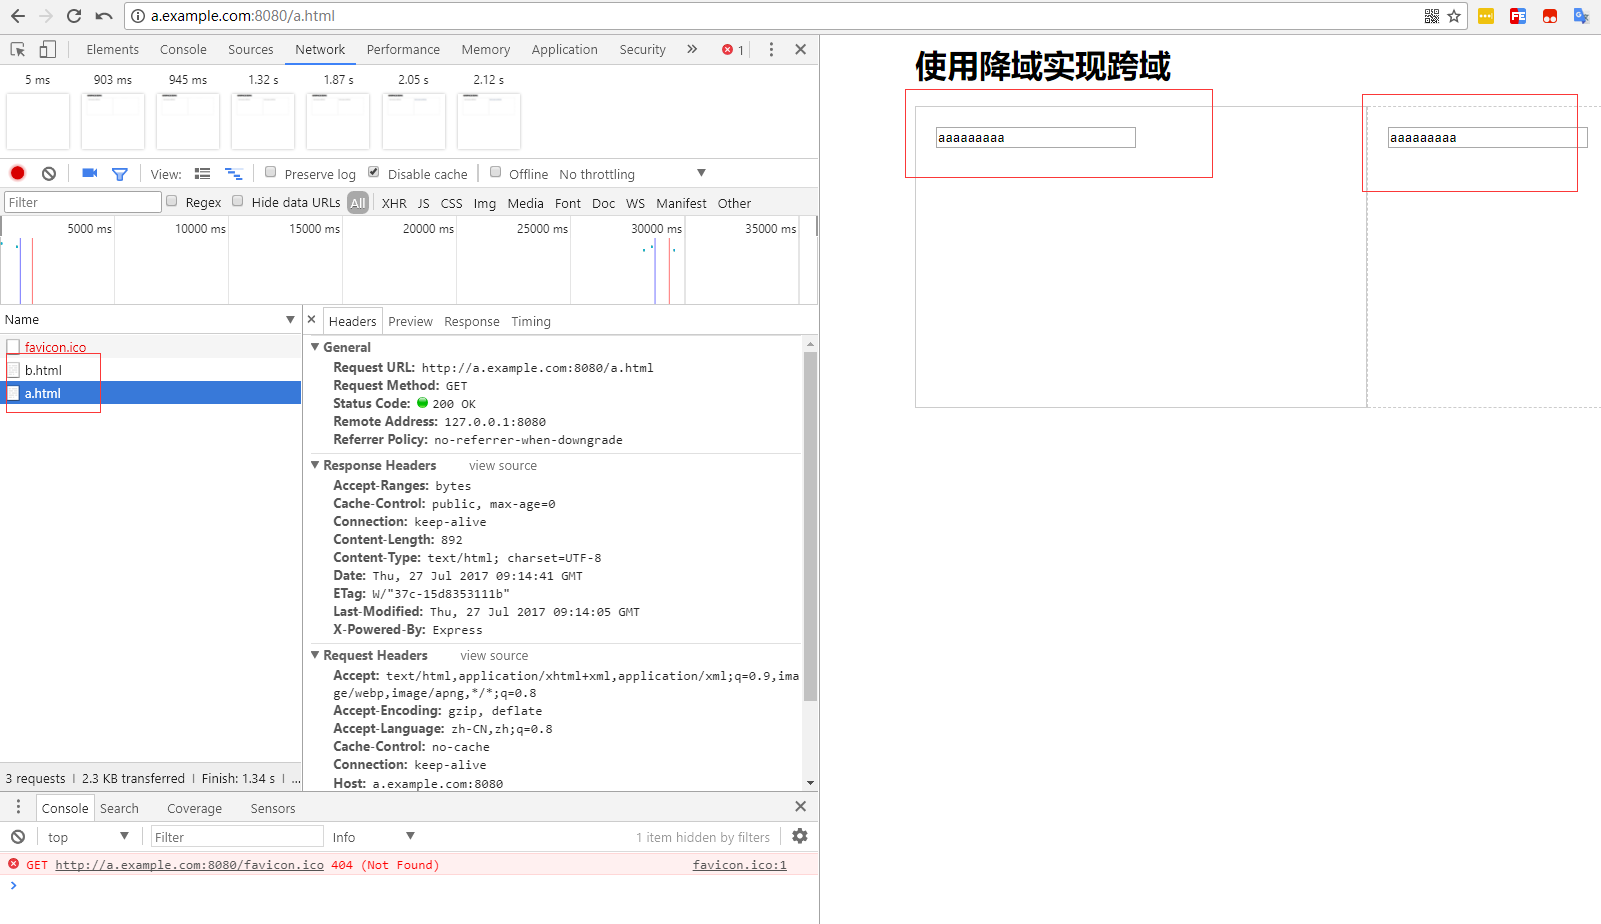 a.example.com:8080/a.html
Elements Console Sources Network Performance Memory Application Security » 1
5 ms 903 ms 945 ms 1.32 s 1.87 s 2.05 s 2.12 s
View: Preserve log Disable cache Offline No throttling
Filter Regex Hide data URLs All XHR JS CSS Img Media Font Doc WS Manifest Other
5000 ms 10000 ms 15000 ms 20000 ms 25000 ms 30000 ms 35000 ms
Name
favicon.ico
b.html
a.html
3 requests | 2.3 KB transferred | Finish: 1.34 s | ...
Headers Preview Response Timing
General
Request URL: http://a.example.com:8080/a.html
Request Method: GET
Status Code: 200 OK
Remote Address: 127.0.0.1:8080
Referrer Policy: no-referrer-when-downgrade
Response Headers view source
Accept-Ranges: bytes
Cache-Control: public, max-age=0
Connection: keep-alive
Content-Length: 892
Content-Type: text/html; charset=UTF-8
Date: Thu, 27 Jul 2017 09:14:41 GMT
ETag: W/"37c-15d8353111b"
Last-Modified: Thu, 27 Jul 2017 09:14:05 GMT
X-Powered-By: Express
Request Headers view source
Accept: text/html,application/xhtml+xml,application/xml;q=0.9,ima
ge/webp,image/apng,*/*;q=0.8
Accept-Encoding: gzip, deflate
Accept-Language: zh-CN,zh;q=0.8
Cache-Control: no-cache
Connection: keep-alive
Host: a.example.com:8080
Console Search Coverage Sensors
top Filter Info 1 item hidden by filters
GET http://a.example.com:8080/favicon.ico 404 (Not Found) favicon.ico:1
使用降域实现跨域
aaaaaaaaa
aaaaaaaaa